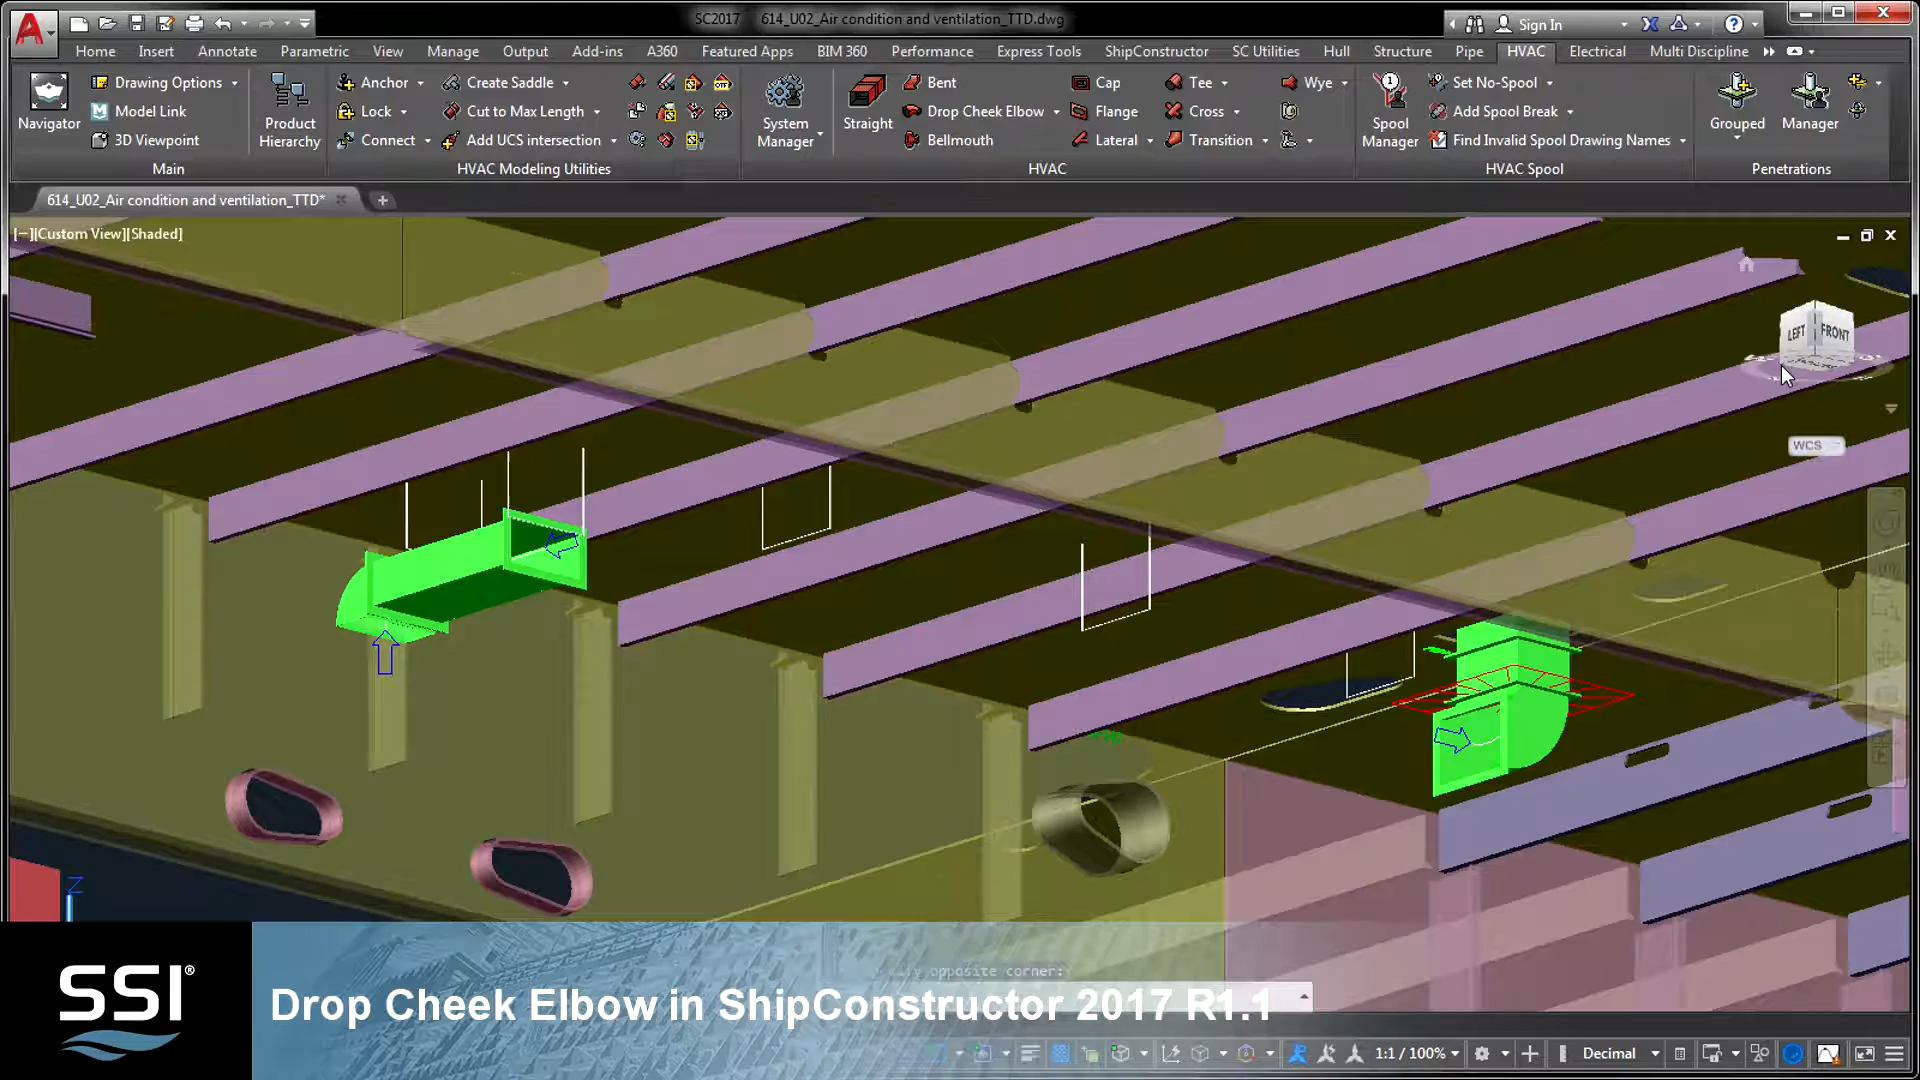 SC2017 614_U02_Air condition and ventilation_TTD.dwg
Sign In
Home Insert Annotate Parametric View Manage Output Add-ins A360 Featured Apps BIM 360 Performance Express Tools ShipConstructor SC Utilities Hull Structure Pipe HVAC Electrical Multi Discipline
Navigator
Drawing Options
Model Link
3D Viewpoint
Main
Product
Hierarchy
Anchor
Lock
Connect
Create Saddle
Cut to Max Length
Add UCS intersection
HVAC Modeling Utilities
System
Manager
Straight
Bent
Drop Cheek Elbow
Bellmouth
Cap
Flange
Lateral
Tee
Cross
Transition
Wye
HVAC
Spool
Manager
Set No-Spool
Add Spool Break
Find Invalid Spool Drawing Names
HVAC Spool
Grouped
Manager
Penetrations
614_U02_Air condition and ventilation_TTD*
[−][Custom View][Shaded]
LEFT FRONT
WCS
Z
opposite corner:
SSI®
Drop Cheek Elbow in ShipConstructor 2017 R1.1
1:1 / 100%
Decimal